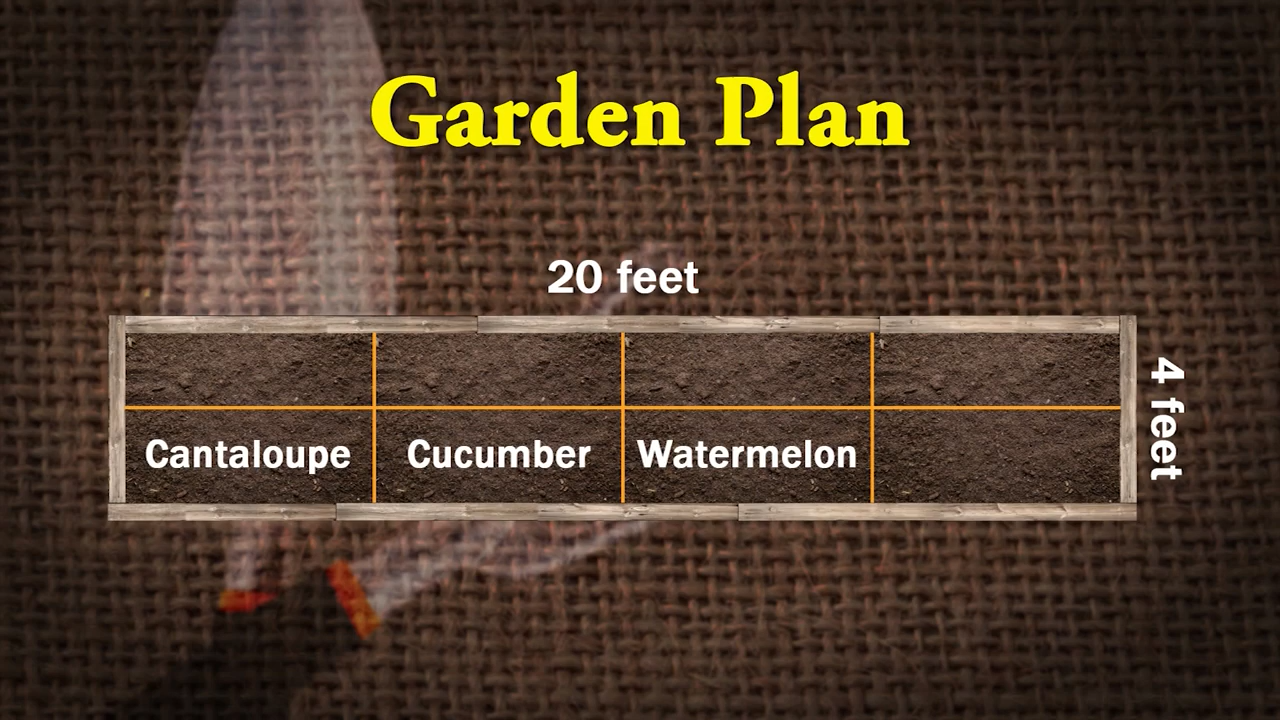 Garden Plan
20 feet
4 feet
Cantaloupe
Cucumber
Watermelon